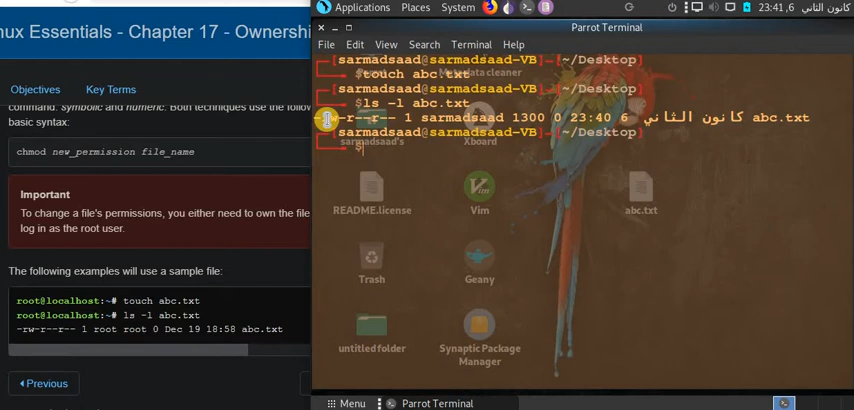 nux Essentials - Chapter 17 - Ownershi
Objectives Key Terms
command: symbolic and numeric. Both techniques use the follow
basic syntax:
chmod new_permission file_name
Important
To change a file's permissions, you either need to own the file
log in as the root user.
The following examples will use a sample file:
root@localhost:~# touch abc.txt
root@localhost:~# ls -l abc.txt
-rw-r--r-- 1 root root 0 Dec 19 18:58 abc.txt
Previous
Applications Places System
كانون الثاني 6, 23:41
Parrot Terminal
File Edit View Search Terminal Help
[sarmadsaad@sarmadsaad-VB]-[~/Desktop]
$touch abc.txt
[sarmadsaad@sarmadsaad-VB]-[~/Desktop]
$ls -l abc.txt
-rw-r--r-- 1 sarmadsaad 1300 0 23:40 6 كانون الثاني abc.txt
[sarmadsaad@sarmadsaad-VB]-[~/Desktop]
$
cleaner
sarmadsaad's
Xboard
README.license
Vim
abc.txt
Trash
Geany
untitled folder
Synaptic Package
Manager
Menu
Parrot Terminal